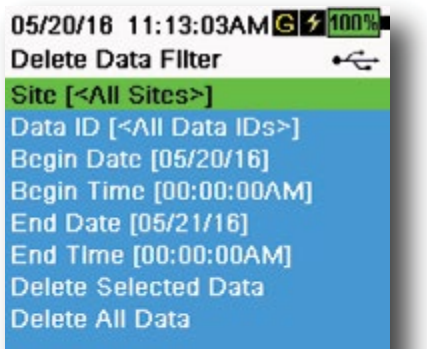 05/20/16 11:13:03AM G 100%
Delete Data Filter
Site [<All Sites>]
Data ID [<All Data IDs>]
Begin Date [05/20/16]
Begin Time [00:00:00AM]
End Date [05/21/16]
End Time [00:00:00AM]
Delete Selected Data
Delete All Data